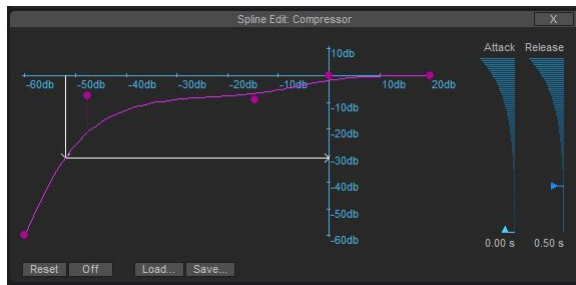 Spline Edit: Compressor X
10db
Attack Release
-60db -50db -40db -30db -20db -10db 10db 20db
-10db
-20db
-30db
-40db
-50db
-60db
0.00 s 0.50 s
Reset Off Load... Save...